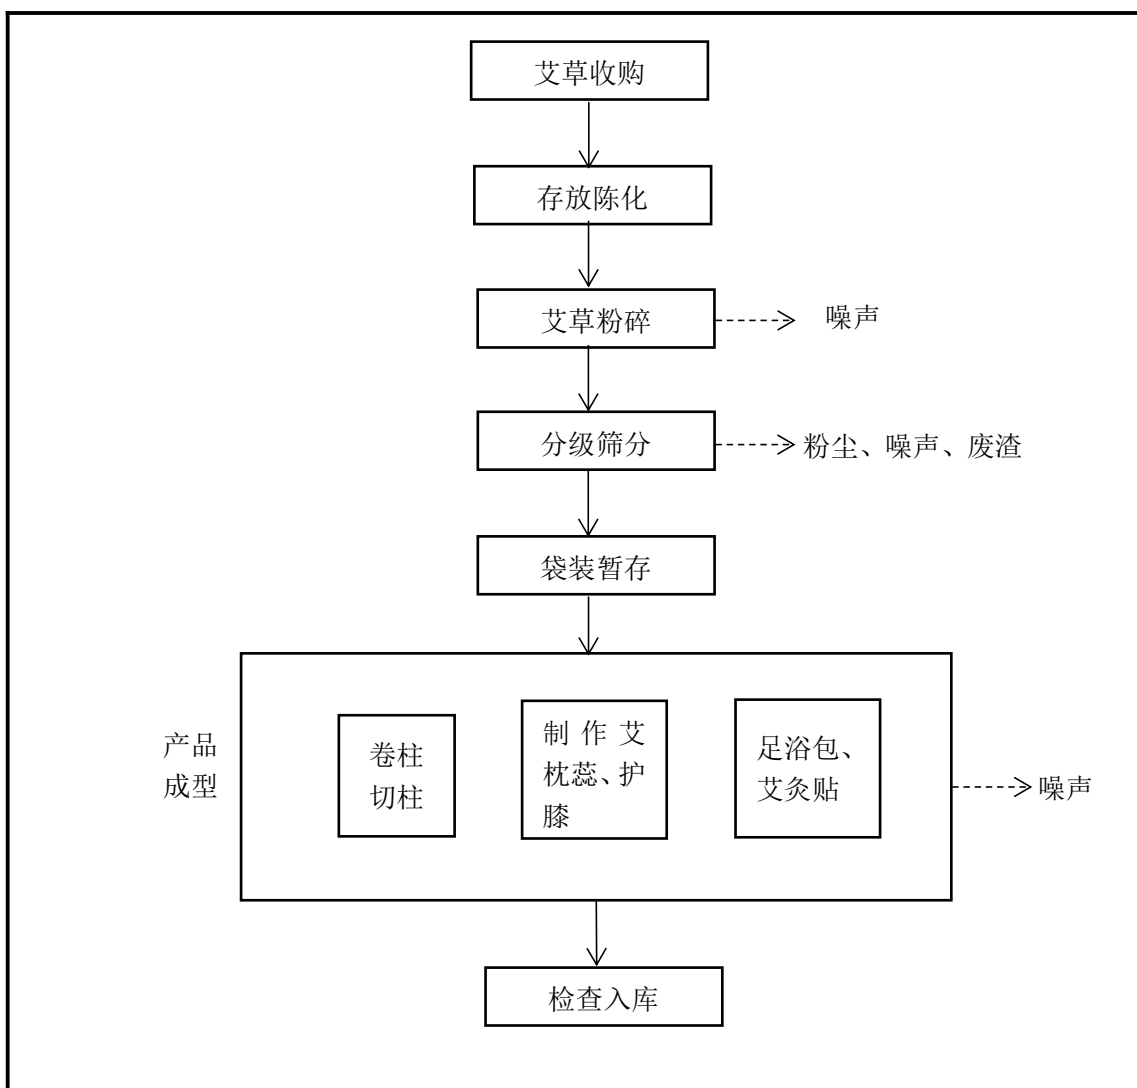 艾草收购
存放陈化
艾草粉碎
噪声
分级筛分
粉尘、噪声、废渣
袋装暂存
产品
成型
卷柱
切柱
制作艾
枕蕊、护
膝
足浴包、
艾灸贴
噪声
检查入库